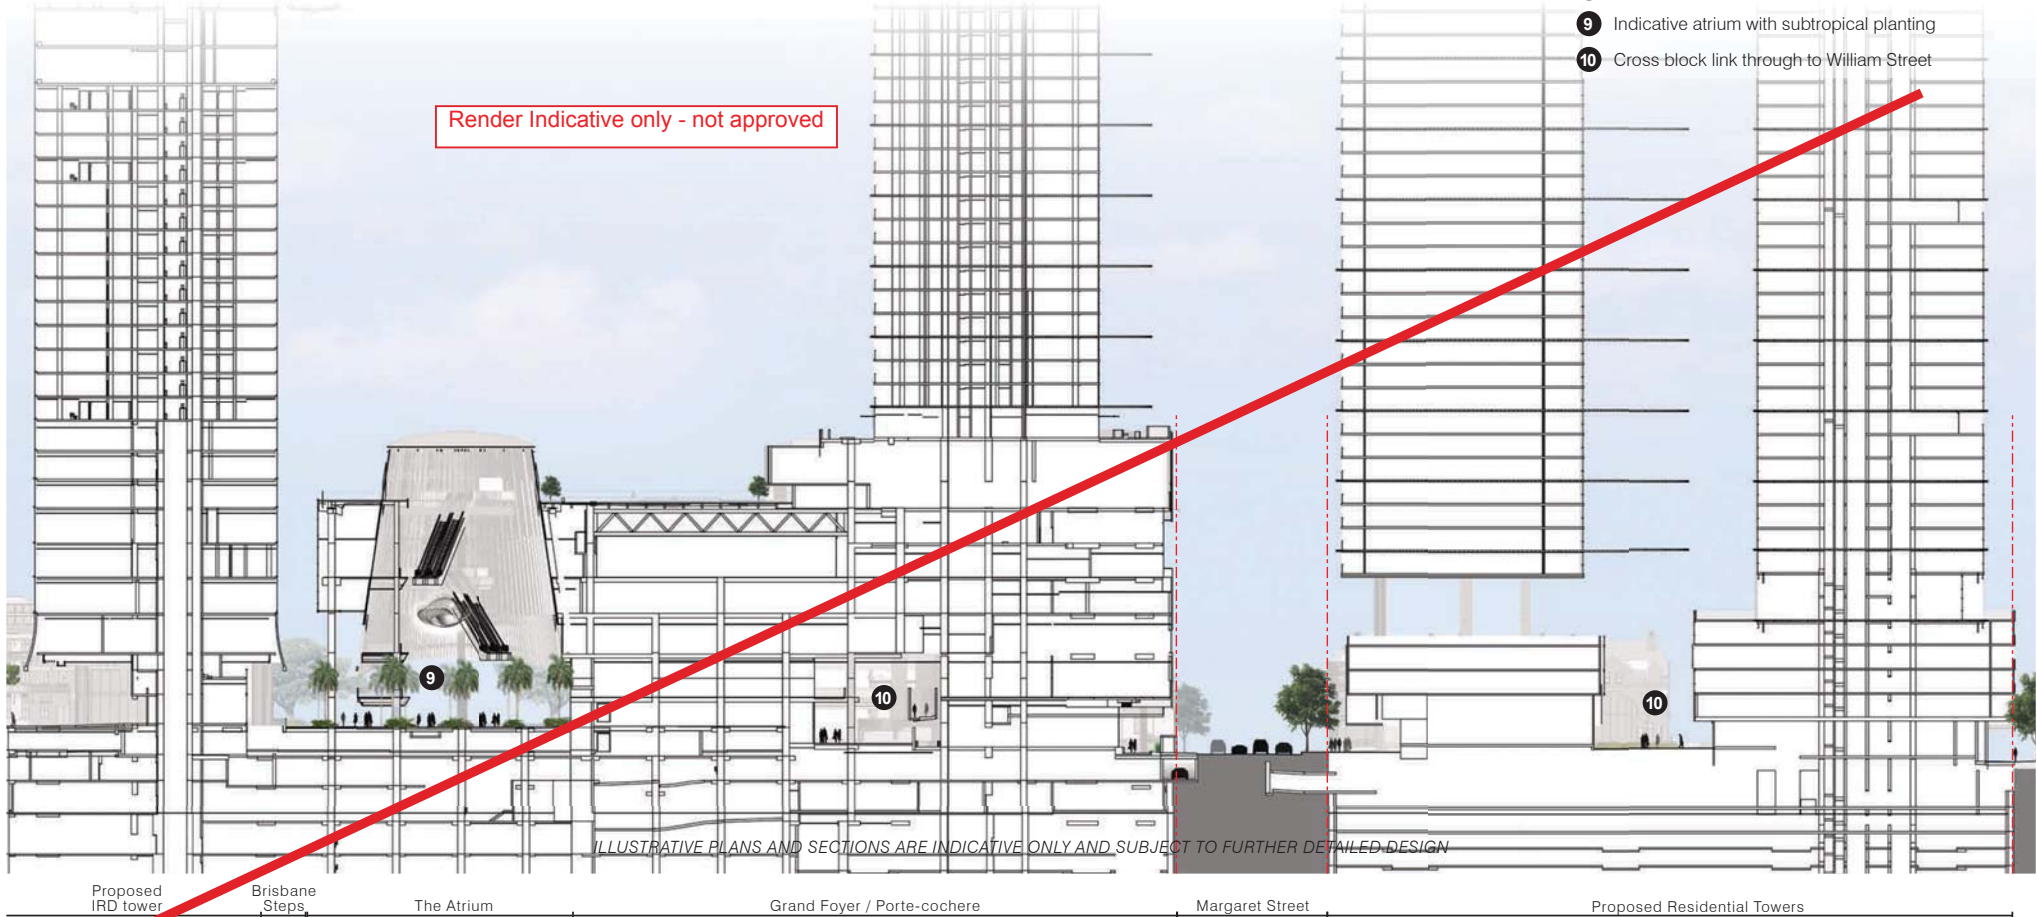 9 Indicative atrium with subtropical planting
10 Cross block link through to William Street
Render Indicative only - not approved
9
10
10
ILLUSTRATIVE PLANS AND SECTIONS ARE INDICATIVE ONLY AND SUBJECT TO FURTHER DETAILED DESIGN
Proposed
IRD tower
Brisbane
Steps
The Atrium
Grand Foyer / Porte-cochere
Margaret Street
Proposed Residential Towers